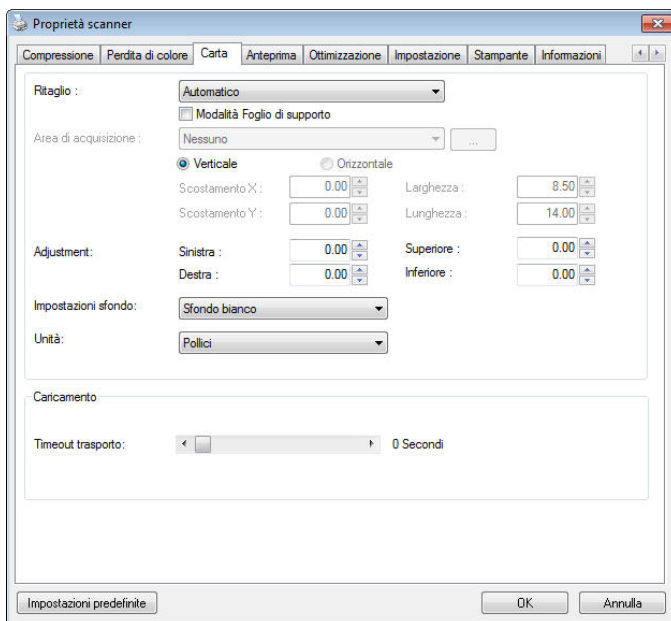 Proprietà scanner
Compressione Perdita di colore Carta Anteprima Ottimizzazione Impostazione Stampante Informazioni
Ritaglio : Automatico
Modalità Foglio di supporto
Area di acquisizione : Nessuno ...
Verticale Orizzontale
Scostamento X : 0.00 Larghezza : 8.50
Scostamento Y : 0.00 Lunghezza : 14.00
Adjustment: Sinistra : 0.00 Superiore : 0.00
Destra : 0.00 Inferiore : 0.00
Impostazioni sfondo: Sfondo bianco
Unità: Pollici
Caricamento
Timeout trasporto: 0 Secondi
Impostazioni predefinite OK Annulla